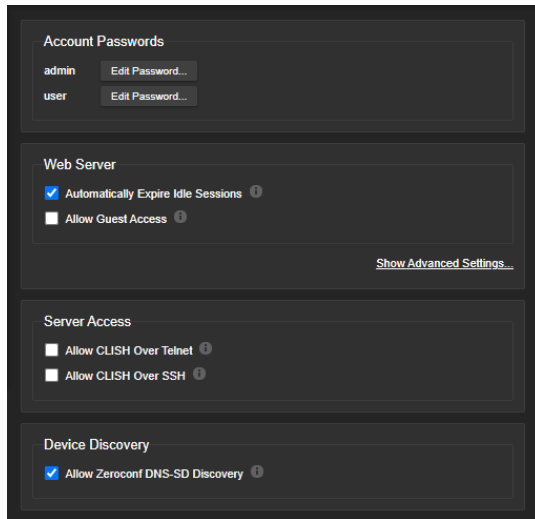 Account Passwords
admin Edit Password...
user Edit Password...
Web Server
Automatically Expire Idle Sessions
Allow Guest Access
Show Advanced Settings...
Server Access
Allow CLISH Over Telnet
Allow CLISH Over SSH
Device Discovery
Allow Zeroconf DNS-SD Discovery